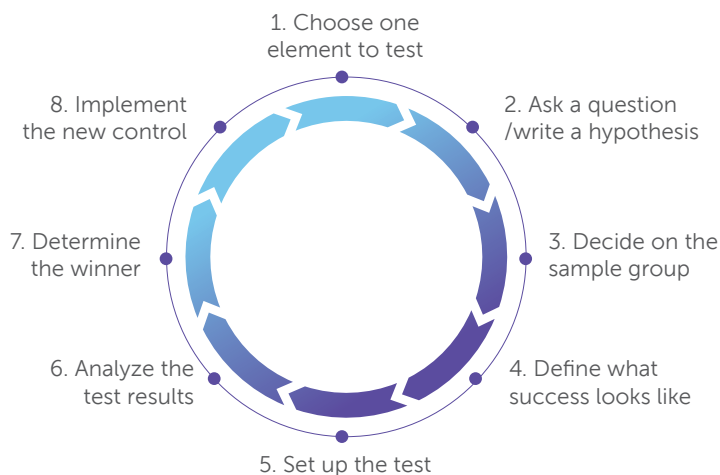 1. Choose one
element to test
2. Ask a question
/write a hypothesis
3. Decide on the
sample group
4. Define what
success looks like
5. Set up the test
6. Analyze the
test results
7. Determine
the winner
8. Implement
the new control